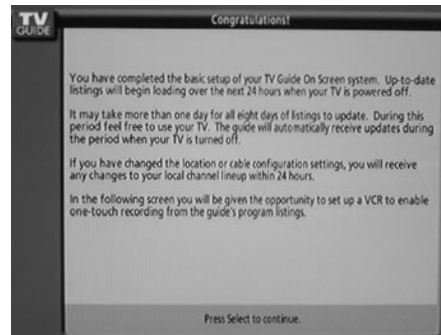 TV
GUIDE
Congratulations!
You have completed the basic setup of your TV Guide On Screen system. Up-to-date
listings will begin loading over the next 24 hours when your TV is powered off.
It may take more than one day for all eight days of listings to update. During this
period feel free to use your TV. The guide will automatically receive updates during
the period when your TV is turned off.
If you have changed the location or cable configuration settings, you will receive
any changes to your local channel lineup within 24 hours.
In the following screen you will be given the opportunity to set up a VCR to enable
one-touch recording from the guide's program listings.
Press Select to continue.